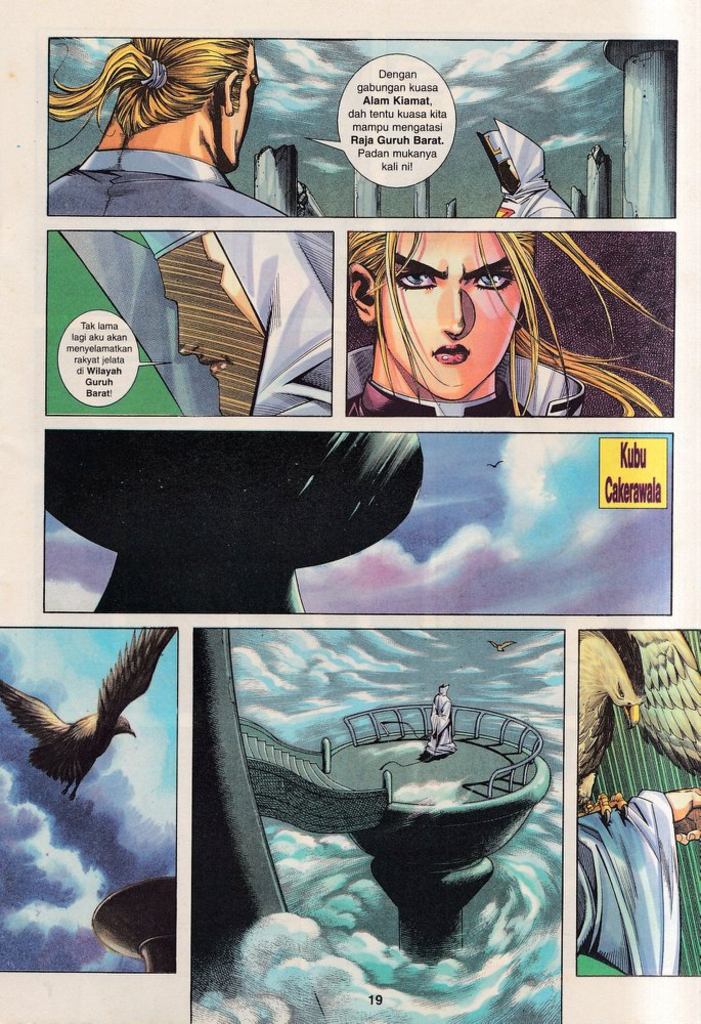 Dengan
gabungan kuasa
Alam Kiamat,
dah tentu kuasa kita
mampu mengatasi
Raja Guruh Barat.
Padan mukanya
kali ni!
Tak lama
lagi aku akan
menyelamatkan
rakyat jelata
di Wilayah
Guruh
Barat!
Kubu
Cakerawala
19